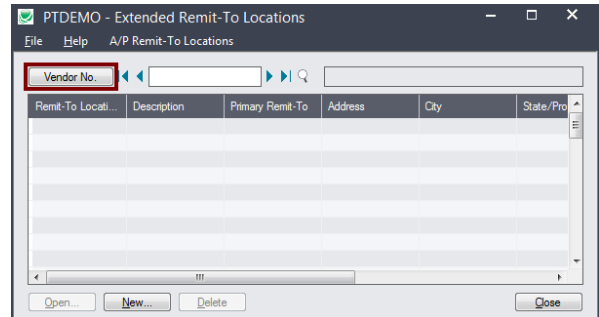 PTDEMO - Extended Remit-To Locations
File Help A/P Remit-To Locations
Vendor No.
Remit-To Locati... Description Primary Remit-To Address City State/Pro
Open... New... Delete Close